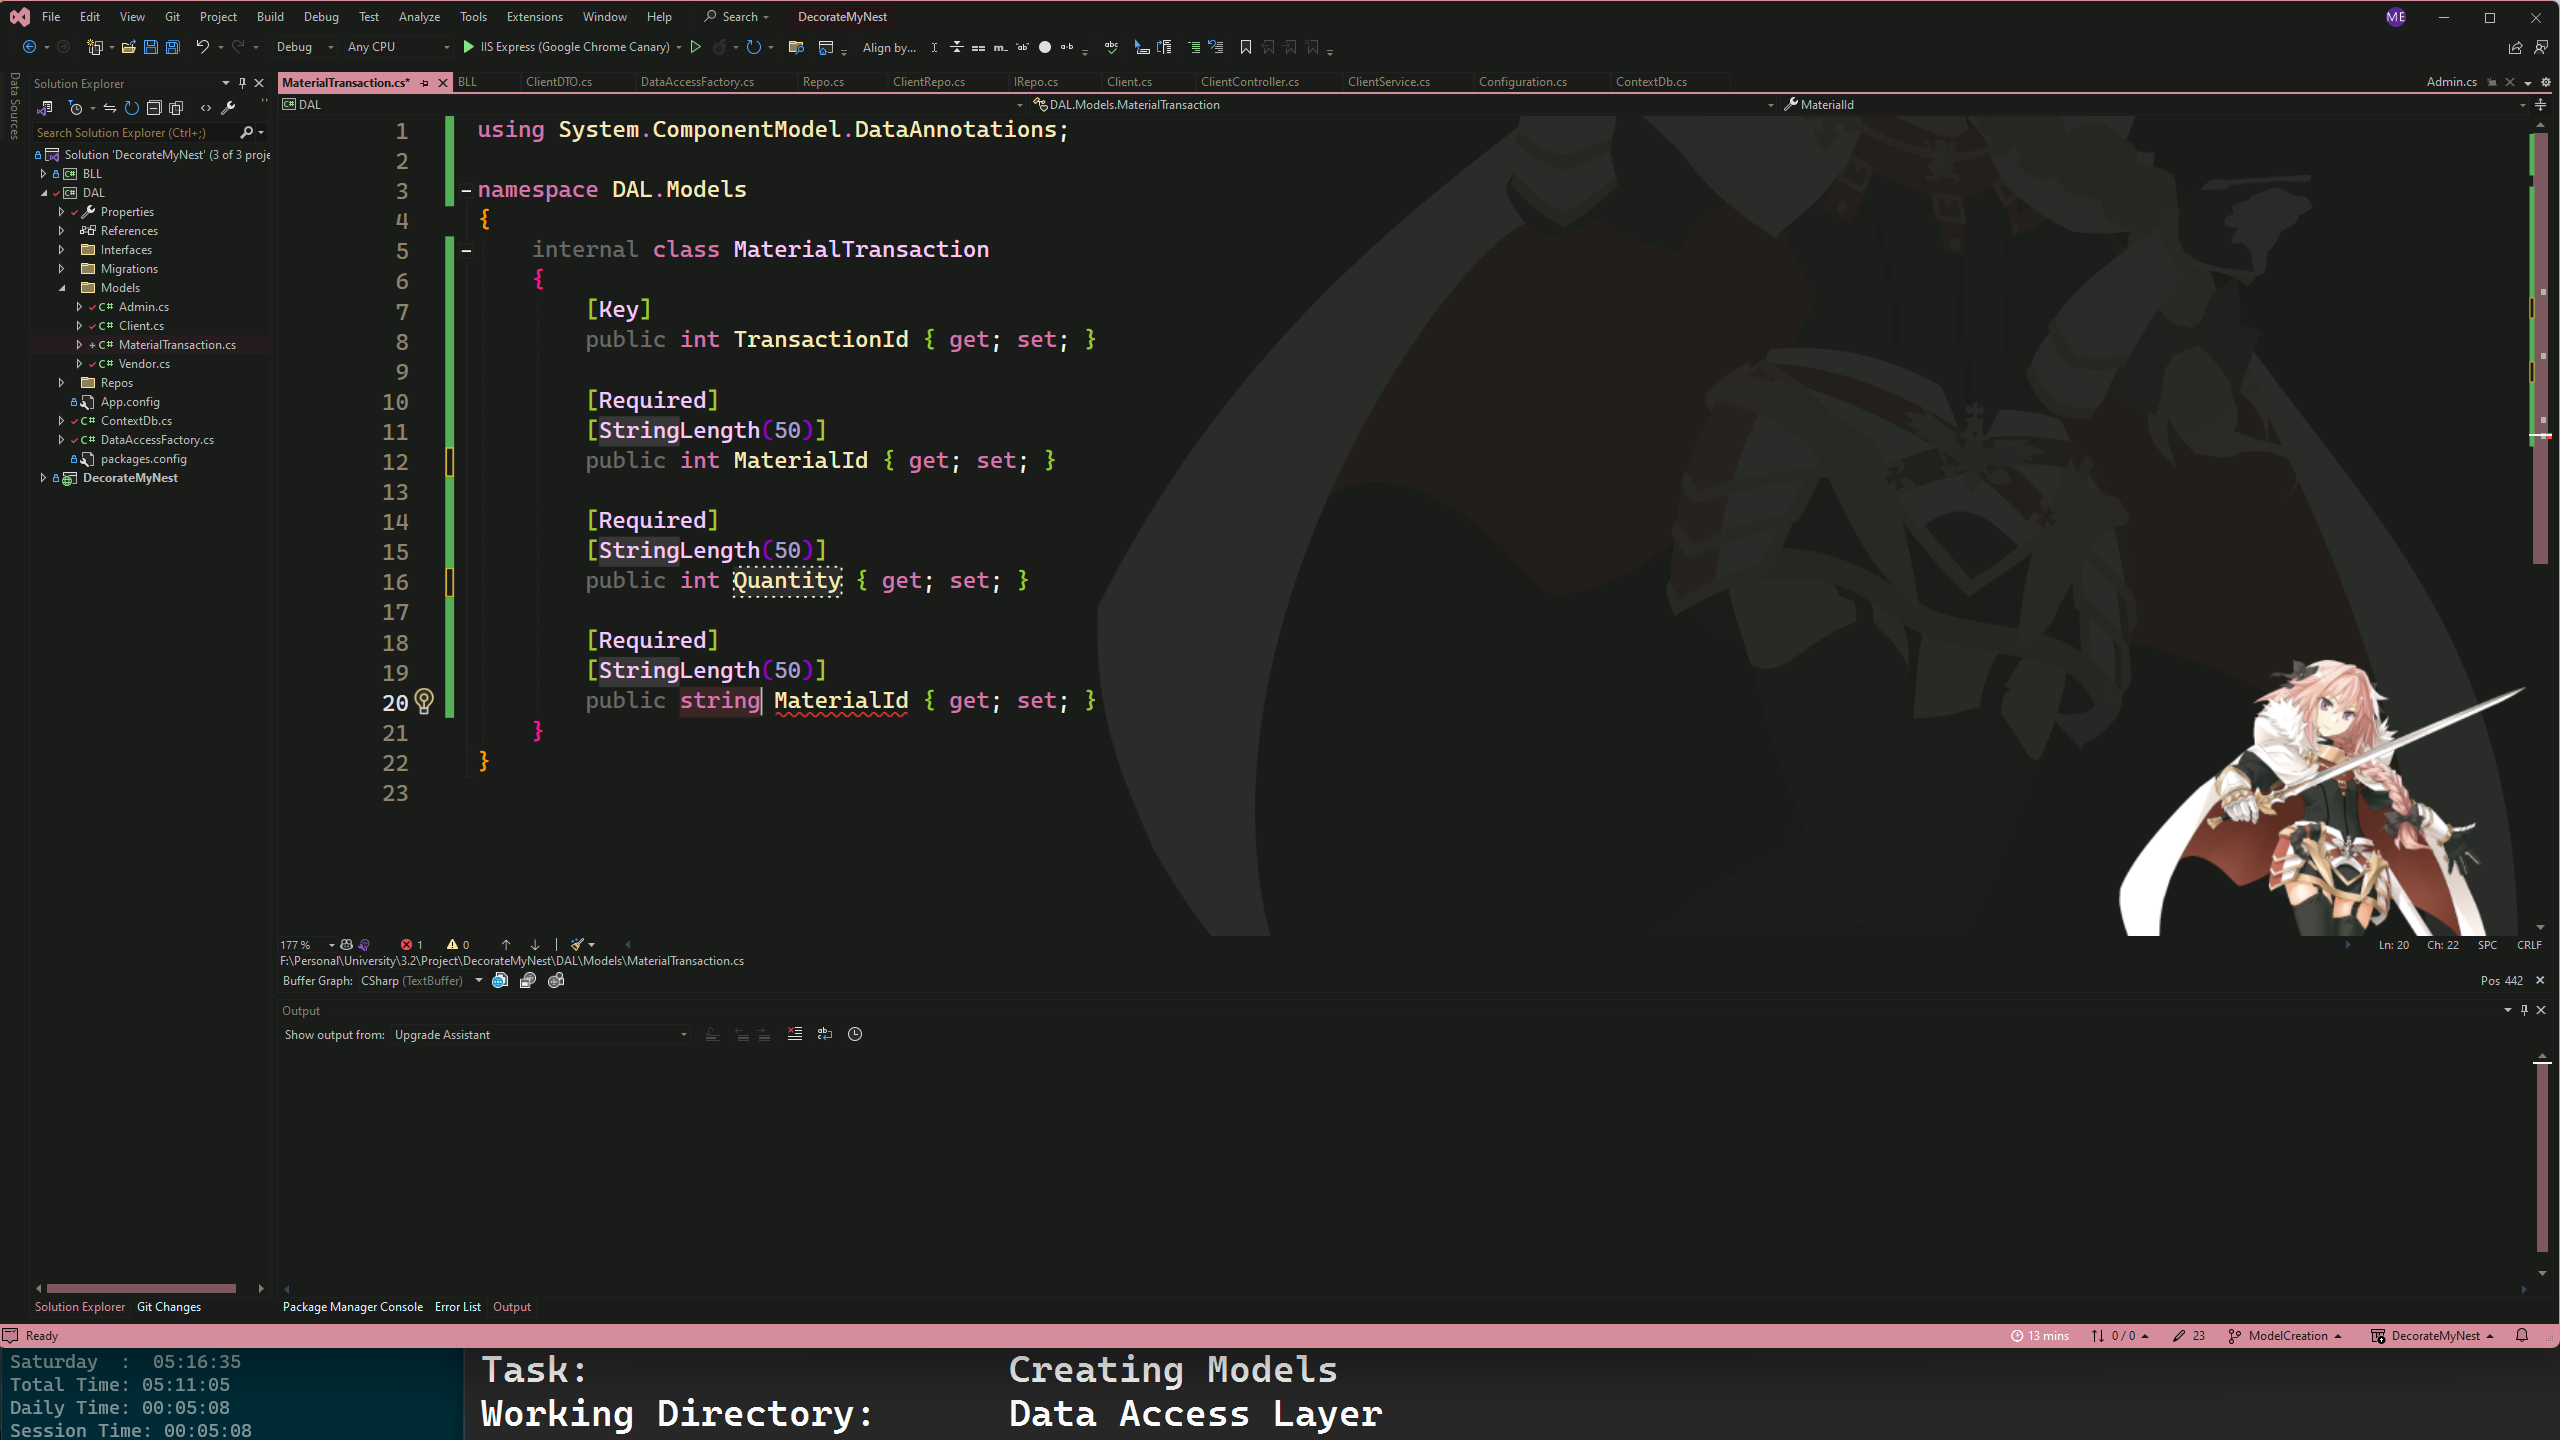 File Edit View Git Project Build Debug Test Analyze Tools Extensions Window Help Search DecorateMyNest ME
Debug Any CPU IIS Express (Google Chrome Canary) Align by...
Data Sources
Solution Explorer
MaterialTransaction.cs* BLL ClientDTO.cs DataAccessFactory.cs Repo.cs ClientRepo.cs IRepo.cs Client.cs ClientController.cs ClientService.cs Configuration.cs ContextDb.cs Admin.cs
DAL DAL.Models.MaterialTransaction MaterialId
Search Solution Explorer (Ctrl+;)
Solution 'DecorateMyNest' (3 of 3 proje
BLL
DAL
Properties
References
Interfaces
Migrations
Models
Admin.cs
Client.cs
MaterialTransaction.cs
Vendor.cs
Repos
App.config
ContextDb.cs
DataAccessFactory.cs
packages.config
DecorateMyNest
1 using System.ComponentModel.DataAnnotations;
2
3 namespace DAL.Models
4 {
5 internal class MaterialTransaction
6 {
7 [Key]
8 public int TransactionId { get; set; }
9
10 [Required]
11 [StringLength(50)]
12 public int MaterialId { get; set; }
13
14 [Required]
15 [StringLength(50)]
16 public int Quantity { get; set; }
17
18 [Required]
19 [StringLength(50)]
20 public string MaterialId { get; set; }
21 }
22 }
23
177 % 1 0 Ln: 20 Ch: 22 SPC CRLF
F:\Personal\University\3.2\Project\DecorateMyNest\DAL\Models\MaterialTransaction.cs
Buffer Graph: CSharp (TextBuffer) Pos 442
Output
Show output from: Upgrade Assistant
Solution Explorer Git Changes
Package Manager Console Error List Output
Ready 13 mins 0 / 0 23 ModelCreation DecorateMyNest
Saturday : 05:16:35
Total Time: 05:11:05
Daily Time: 00:05:08
Session Time: 00:05:08
Task: Creating Models
Working Directory: Data Access Layer